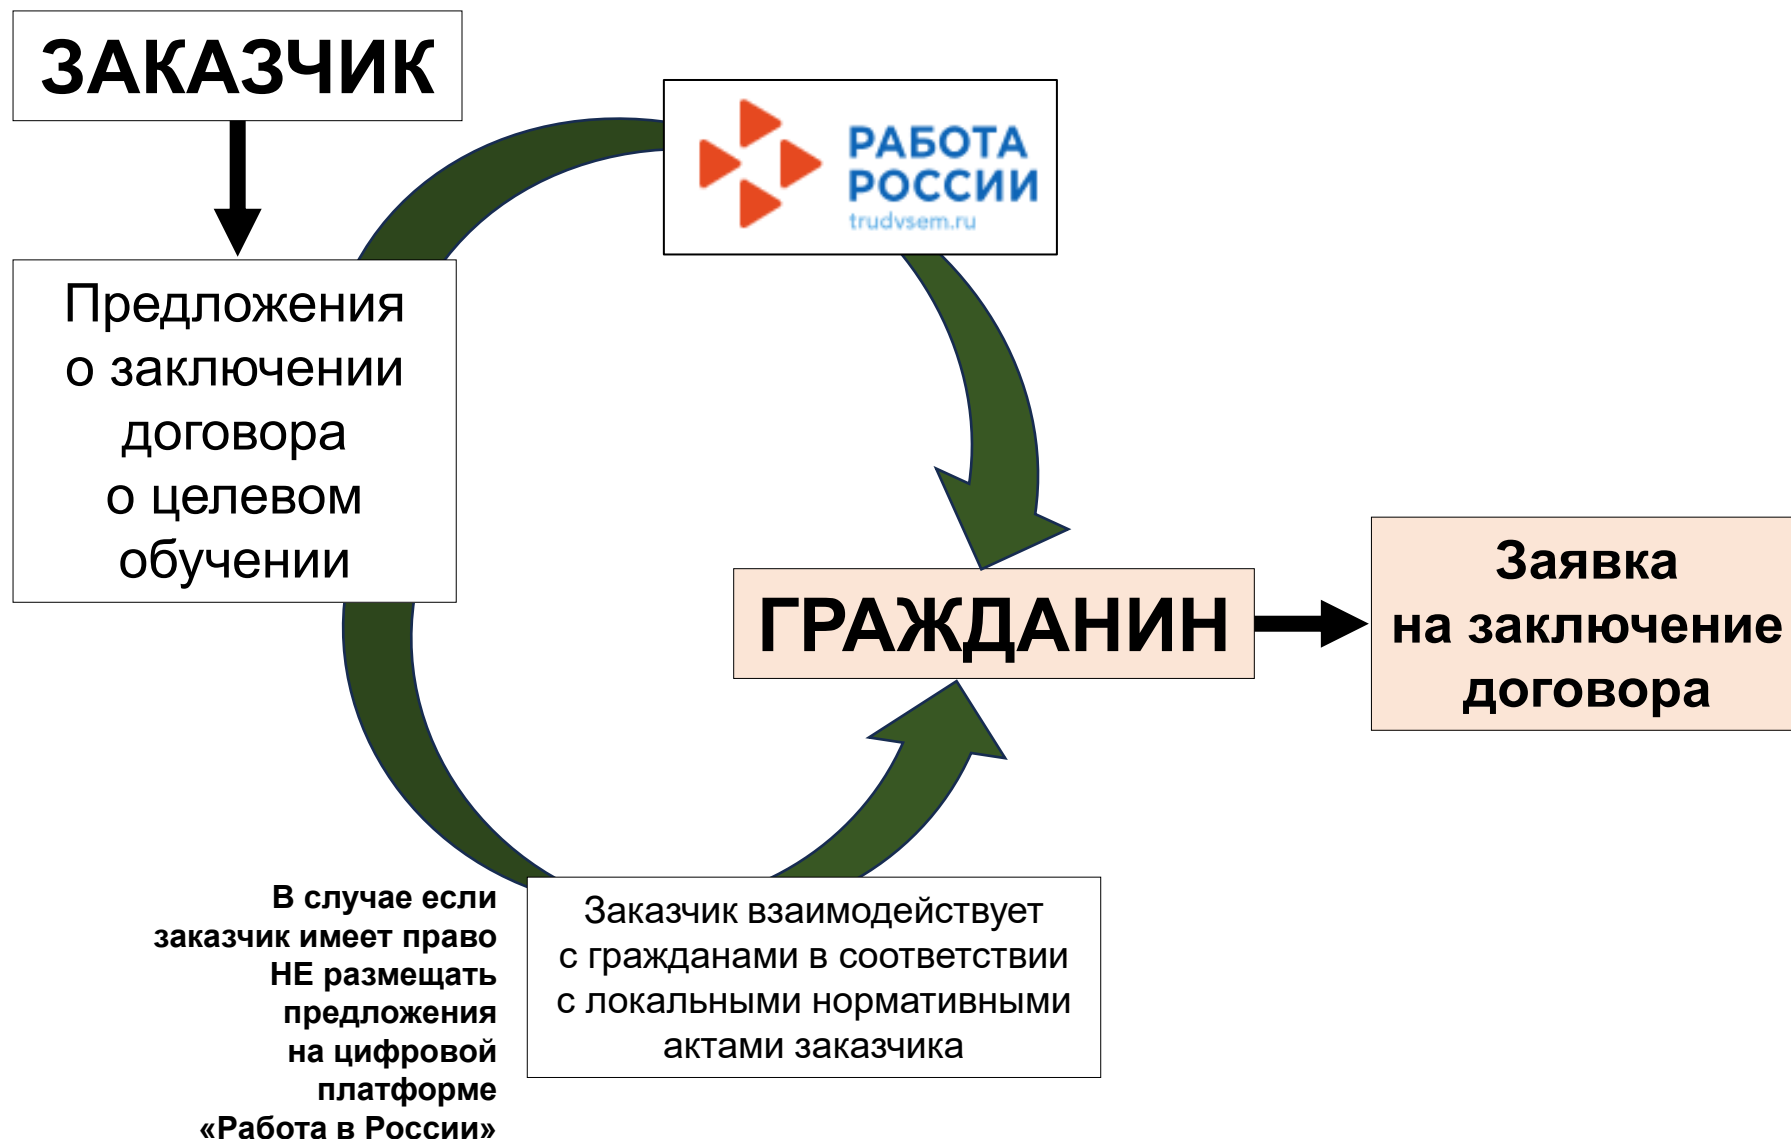 ЗАКАЗЧИК
РАБОТА
РОССИИ
trudvsem.ru
Предложения
о заключении
договора
о целевом
обучении
ГРАЖДАНИН
Заявка
на заключение
договора
В случае если
заказчик имеет право
НЕ размещать
предложения
на цифровой
платформе
«Работа в России»
Заказчик взаимодействует
с гражданами в соответствии
с локальными нормативными
актами заказчика